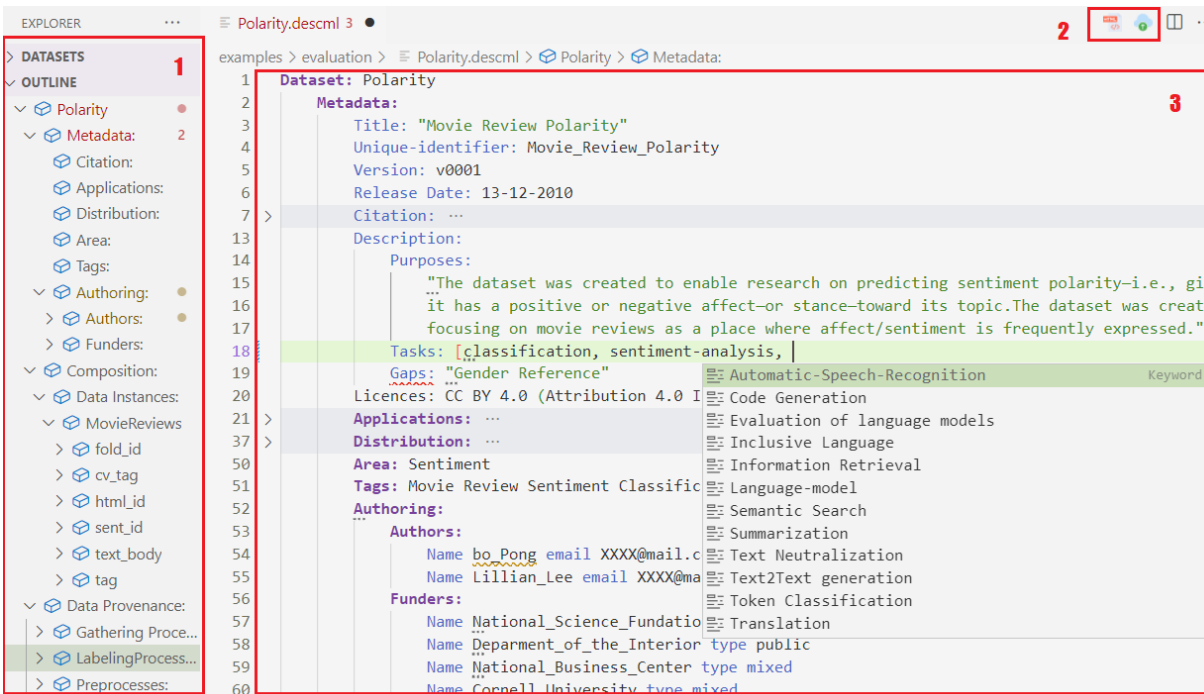 EXPLORER ···
DATASETS
1
OUTLINE
Polarity
Metadata: 2
Citation:
Applications:
Distribution:
Area:
Tags:
Authoring:
Authors:
Funders:
Composition:
Data Instances:
MovieReviews
fold_id
cv_tag
html_id
sent_id
text_body
tag
Data Provenance:
Gathering Proce...
LabelingProcess...
Preprocesses:
Polarity.descml 3 ●
2
examples > evaluation > Polarity.descml > Polarity > Metadata:
3
1 Dataset: Polarity
2 Metadata:
3 Title: "Movie Review Polarity"
4 Unique-identifier: Movie_Review_Polarity
5 Version: v0001
6 Release Date: 13-12-2010
7 > Citation: ···
13 Description:
14 Purposes:
15 "The dataset was created to enable research on predicting sentiment polarity—i.e., gi
16 it has a positive or negative affect—or stance—toward its topic.The dataset was creat
17 focusing on movie reviews as a place where affect/sentiment is frequently expressed."
18 Tasks: [classification, sentiment-analysis,
19 Gaps: "Gender Reference"
20 Licences: CC BY 4.0 (Attribution 4.0 I
21 > Applications: ···
37 > Distribution: ···
50 Area: Sentiment
51 Tags: Movie Review Sentiment Classific
52 Authoring:
53 Authors:
54 Name bo_Pong email XXXX@mail.c
55 Name Lillian_Lee email XXXX@ma
56 Funders:
57 Name National_Science_Fundatio
58 Name Deparment_of_the_Interior type public
59 Name National_Business_Center type mixed
60 Name Cornell_University type mixed
Automatic-Speech-Recognition Keyword
Code Generation
Evaluation of language models
Inclusive Language
Information Retrieval
Language-model
Semantic Search
Summarization
Text Neutralization
Text2Text generation
Token Classification
Translation